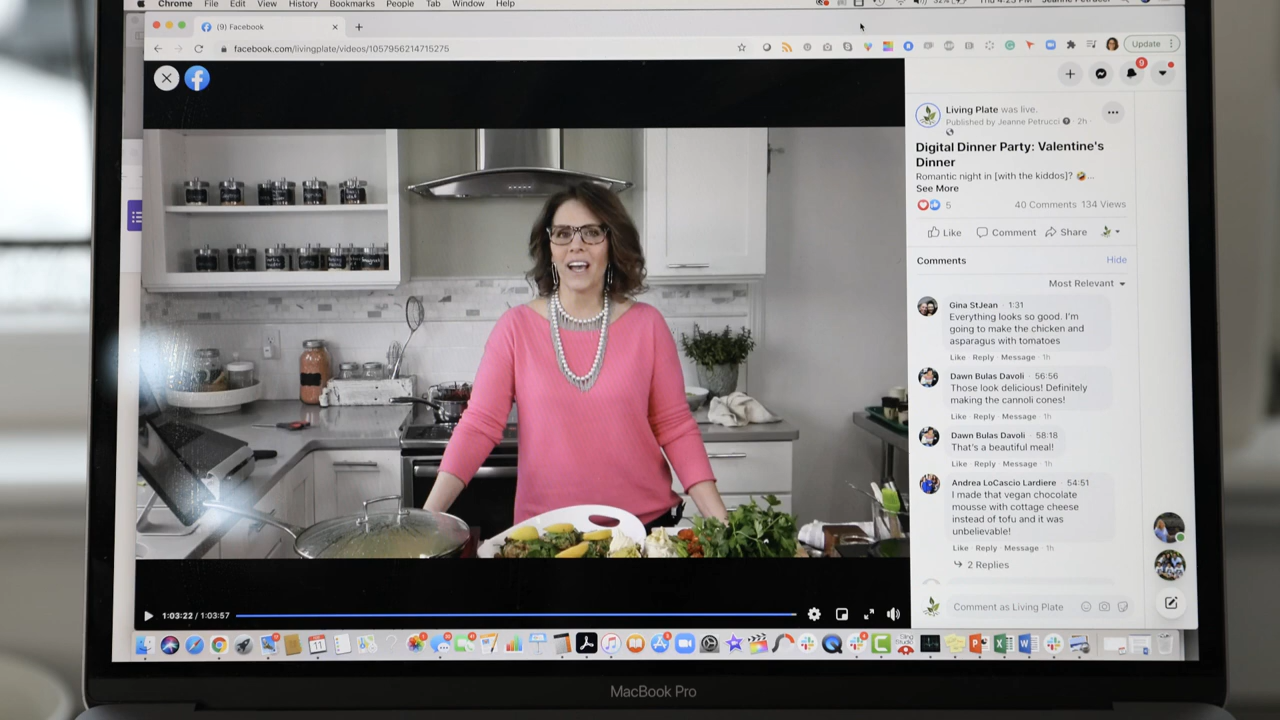 Chrome File Edit View History Bookmarks People Tab Window Help
(9) Facebook
facebook.com/livingplate/videos/1057956214715275
Update
9
Living Plate was live.
Published by Jeanne Petrucci · 2h ·
Digital Dinner Party: Valentine's
Dinner
Romantic night in [with the kiddos]? ...
See More
5 40 Comments 134 Views
Like Comment Share
Comments Hide
Most Relevant
Gina StJean · 1:31
Everything looks so good. I'm
going to make the chicken and
asparagus with tomatoes
Like · Reply · Message · 1h
Dawn Bulas Davoli · 56:56
Those look delicious! Definitely
making the cannoli cones!
Like · Reply · Message · 1h
Dawn Bulas Davoli · 58:18
That's a beautiful meal!
Like · Reply · Message · 1h
Andrea LoCascio Lardiere · 54:51
I made that vegan chocolate
mousse with cottage cheese
instead of tofu and it was
unbelievable!
Like · Reply · Message · 1h
2 Replies
Comment as Living Plate
1:03:22 / 1:03:57
MacBook Pro